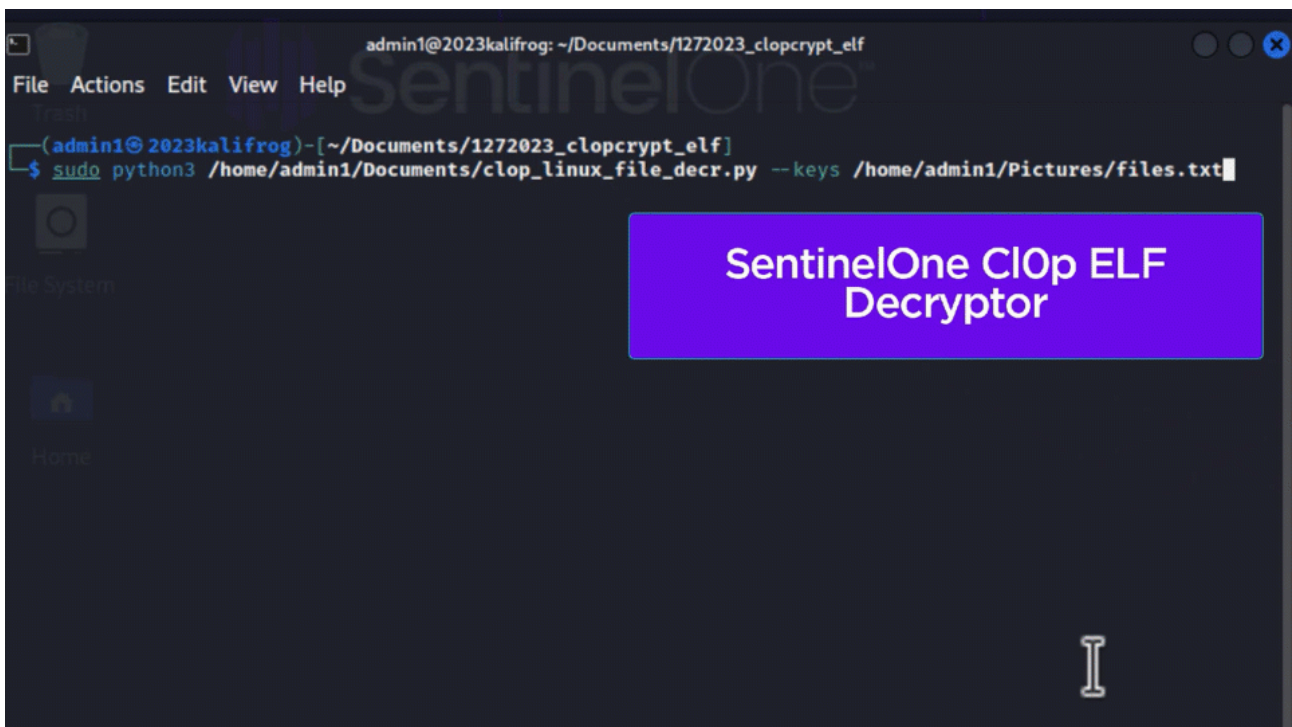 admin1@2023kalifrog: ~/Documents/1272023_clopcrypt_elf
SentinelOne™
File Actions Edit View Help
Trash
(admin1㉿2023kalifrog)-[~/Documents/1272023_clopcrypt_elf]
$ sudo python3 /home/admin1/Documents/clop_linux_file_decr.py --keys /home/admin1/Pictures/files.txt
SentinelOne Cl0p ELF
Decryptor
File System
Home